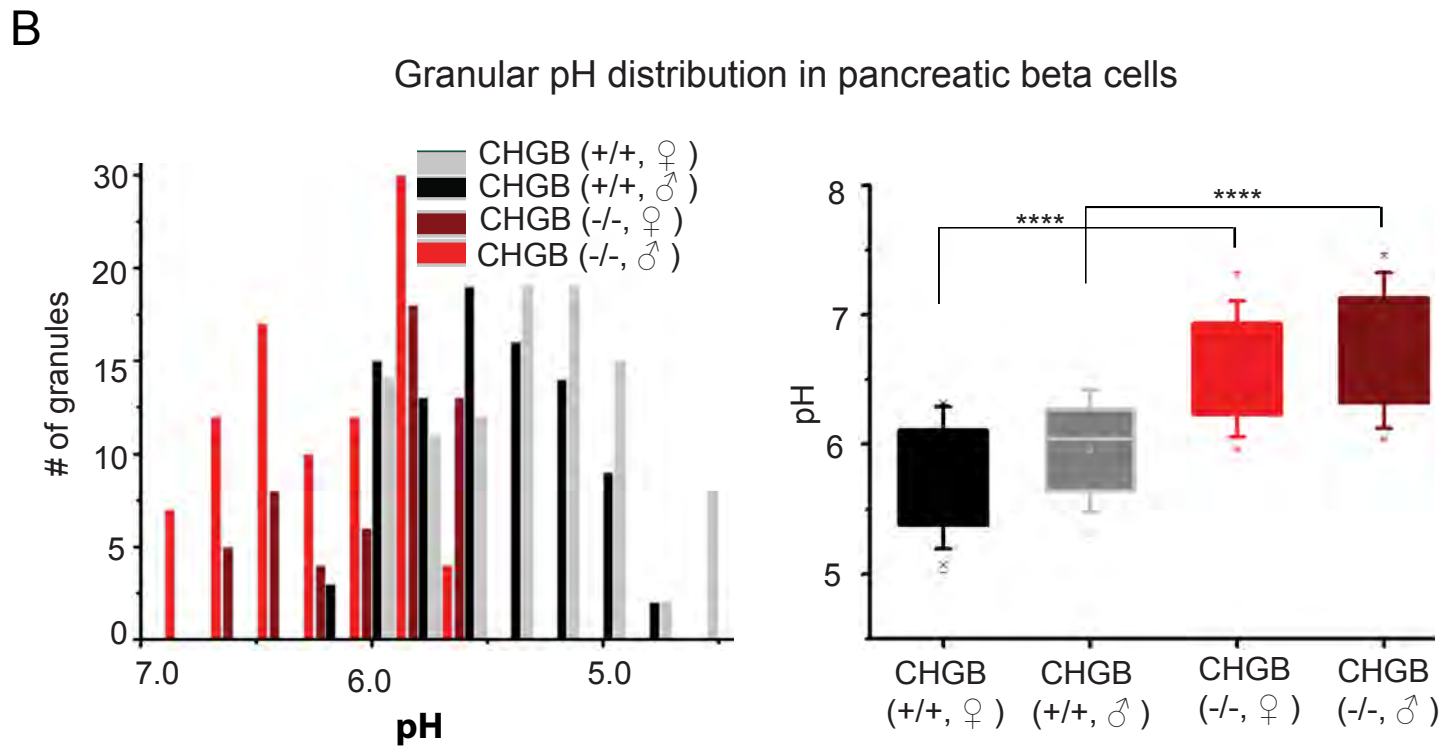 B
Granular pH distribution in pancreatic beta cells
CHGB (+/+, ♀ )
CHGB (+/+, ♂ )
CHGB (-/-, ♀ )
CHGB (-/-, ♂ )
30
20
15
10
5
0
# of granules
7.0
6.0
5.0
pH
8
7
6
5
pH
****
****
CHGB
(+/+, ♀ )
CHGB
(+/+, ♂ )
CHGB
(-/-, ♀ )
CHGB
(-/-, ♂ )